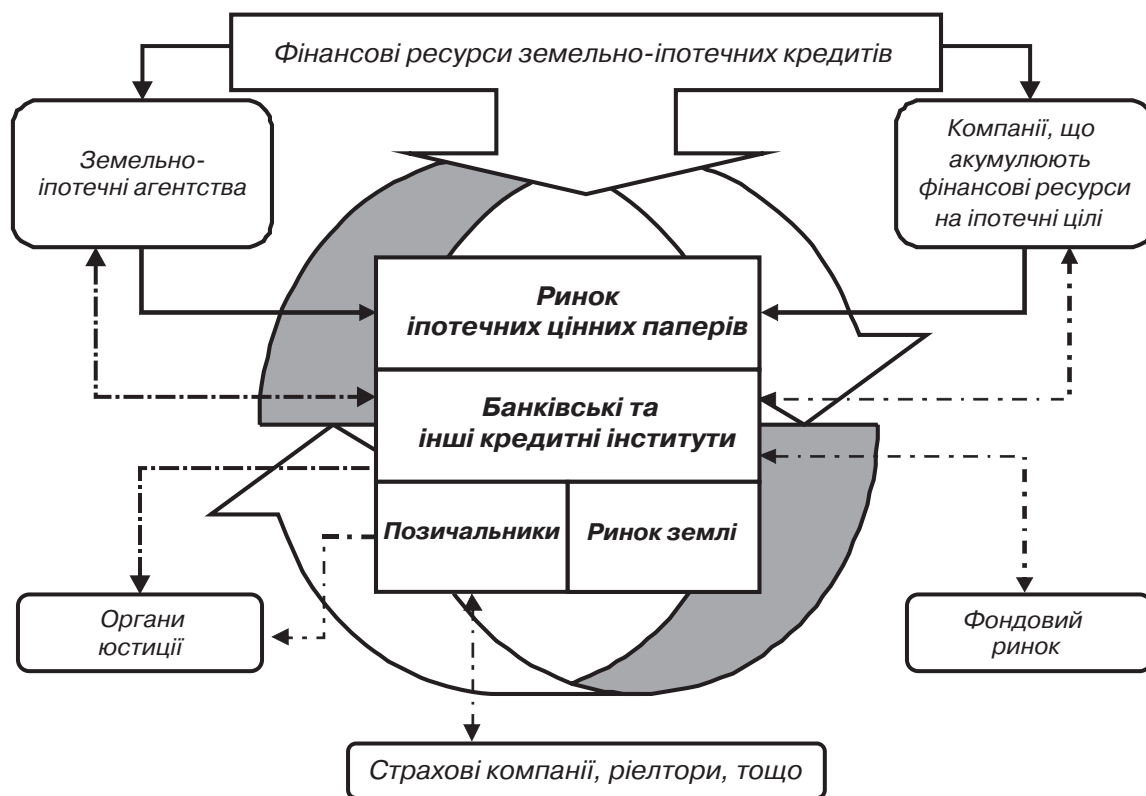 Фінансові ресурси земельно-іпотечних кредитів
Земельно-
іпотечні агентства
Компанії, що
акумулюють
фінансові ресурси
на іпотечні цілі
Ринок
іпотечних цінних паперів
Банківські та
інші кредитні інститути
Позичальники
Ринок землі
Органи
юстиції
Фондовий
ринок
Страхові компанії, ріелтори, тощо